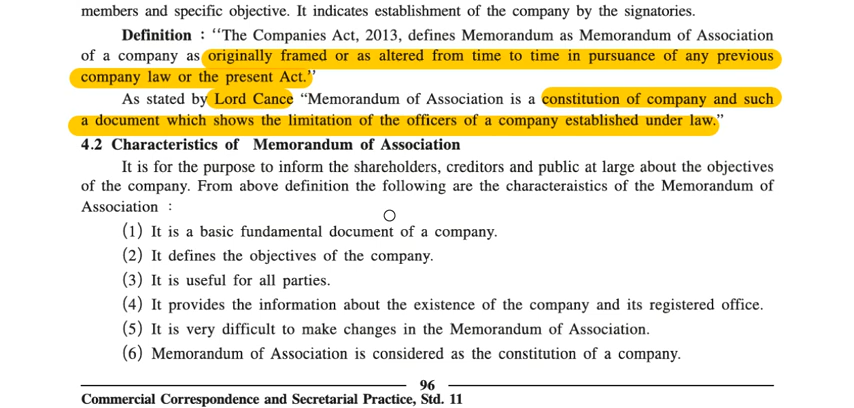 members and specific objective. It indicates establishment of the company by the signatories.
Definition : “The Companies Act, 2013, defines Memorandum as Memorandum of Association
of a company as originally framed or as altered from time to time in pursuance of any previous
company law or the present Act.”
As stated by Lord Cance “Memorandum of Association is a constitution of company and such
a document which shows the limitation of the officers of a company established under law.”
4.2 Characteristics of Memorandum of Association
It is for the purpose to inform the shareholders, creditors and public at large about the objectives
of the company. From above definition the following are the characteraistics of the Memorandum of
Association :
(1) It is a basic fundamental document of a company.
(2) It defines the objectives of the company.
(3) It is useful for all parties.
(4) It provides the information about the existence of the company and its registered office.
(5) It is very difficult to make changes in the Memorandum of Association.
(6) Memorandum of Association is considered as the constitution of a company.
96
Commercial Correspondence and Secretarial Practice, Std. 11